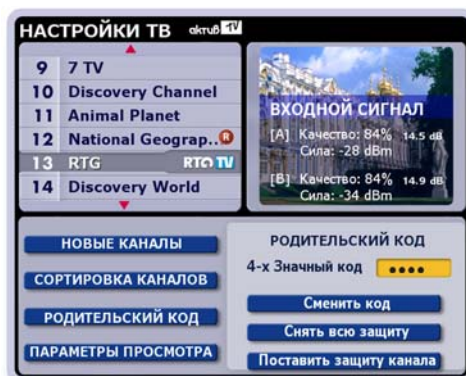 НАСТРОЙКИ ТВ актив TV
9 7 TV
10 Discovery Channel
11 Animal Planet
12 National Geograp.. R
13 RTG RTG TV
14 Discovery World
ВХОДНОЙ СИГНАЛ
[A] Качество: 84% 14.5 dB
Сила: -28 dBm
[B] Качество: 84% 14.9 dB
Сила: -34 dBm
НОВЫЕ КАНАЛЫ
СОРТИРОВКА КАНАЛОВ
РОДИТЕЛЬСКИЙ КОД
ПАРАМЕТРЫ ПРОСМОТРА
РОДИТЕЛЬСКИЙ КОД
4-х Значный код ●●●●
Сменить код
Снять всю защиту
Поставить защиту канала